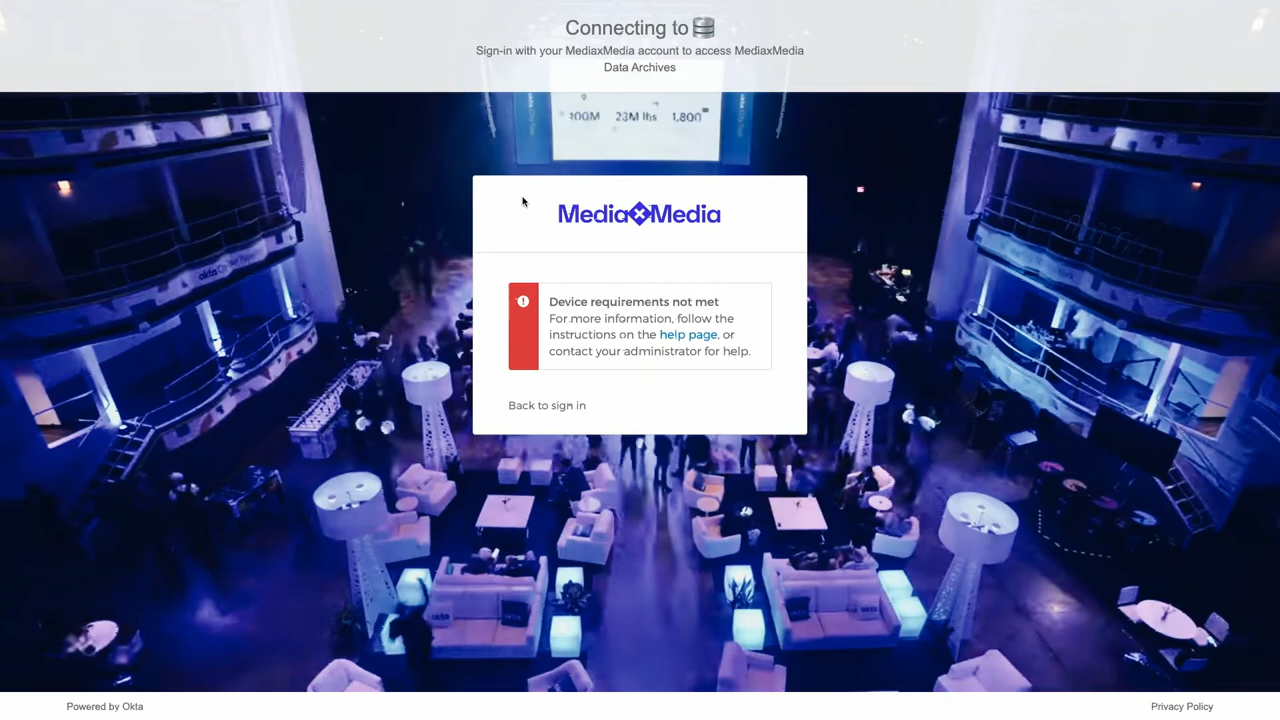 Connecting to
Sign-in with your MediaxMedia account to access MediaxMedia
Data Archives
23M lbs 1,800
MediaxMedia
Device requirements not met
For more information, follow the
instructions on the help page, or
contact your administrator for help.
Back to sign in
Powered by Okta
Privacy Policy